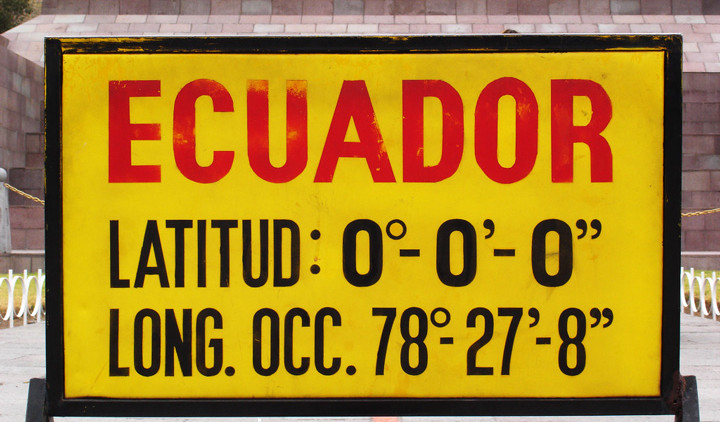 ECUADOR
LATITUD: 0°-0’-0”
LONG. OCC. 78°-27’-8”